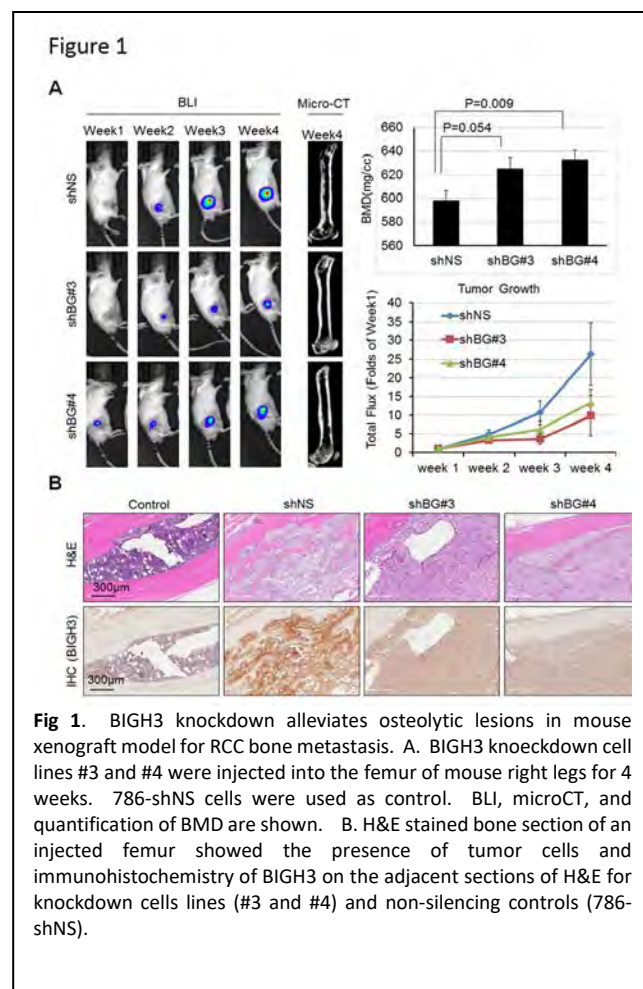 Figure 1
A
BLI
Micro-CT
Week1 Week2 Week3 Week4
Week4
shNS
shBG#3
shBG#4
P=0.009
P=0.054
BMD(mg/cc)
660
640
620
600
580
560
shNS shBG#3 shBG#4
Tumor Growth
Total Flux (Folds of Week1)
40
35
30
25
20
15
10
5
0
shNS
shBG#3
shBG#4
week 1 week 2 week 3 week 4
B
Control shNS shBG#3 shBG#4
H&E
300μm
IHC (BIGH3)
300μm
Fig 1. BIGH3 knockdown alleviates osteolytic lesions in mouse
xenograft model for RCC bone metastasis. A. BIGH3 knoeckdown cell
lines #3 and #4 were injected into the femur of mouse right legs for 4
weeks. 786-shNS cells were used as control. BLI, microCT, and
quantification of BMD are shown. B. H&E stained bone section of an
injected femur showed the presence of tumor cells and
immunohistochemistry of BIGH3 on the adjacent sections of H&E for
knockdown cells lines (#3 and #4) and non-silencing controls (786-
shNS).